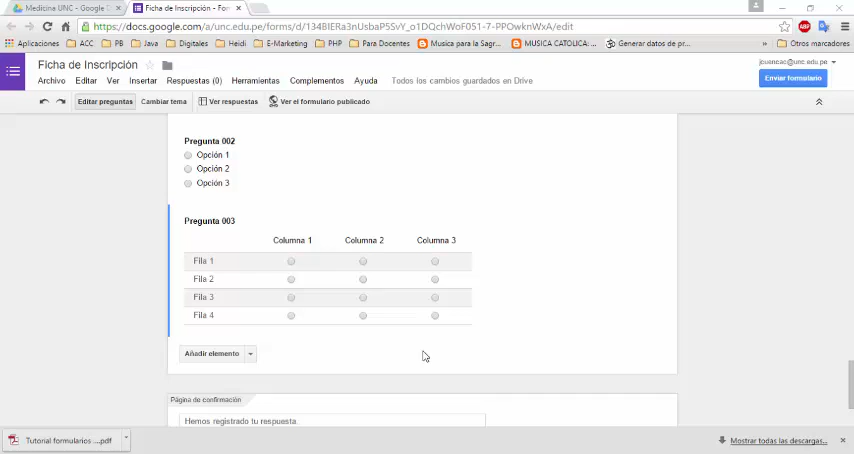 Medicina UNC - Google D
Ficha de Inscripción - For
https://docs.google.com/a/unc.edu.pe/forms/d/134BIERa3nUsbaP5SvY_o1DQchWoF051-7-PPOwknWxA/edit
Aplicaciones ACC PB Java Digitales Heidi E-Marketing PHP Para Docentes Musica para la Sagr... MUSICA CATOLICA: ... Generar datos de pr... » Otros marcadores
Ficha de Inscripción
jcuencac@unc.edu.pe
Archivo Editar Ver Insertar Respuestas (0) Herramientas Complementos Ayuda Todos los cambios guardados en Drive
Enviar formulario
Editar preguntas Cambiar tema Ver respuestas Ver el formulario publicado
Pregunta 002
Opción 1
Opción 2
Opción 3
Pregunta 003
Columna 1 Columna 2 Columna 3
Fila 1
Fila 2
Fila 3
Fila 4
Añadir elemento
Página de confirmación
Hemos registrado tu respuesta.
Tutorial formularios ....pdf
Mostrar todas las descargas...